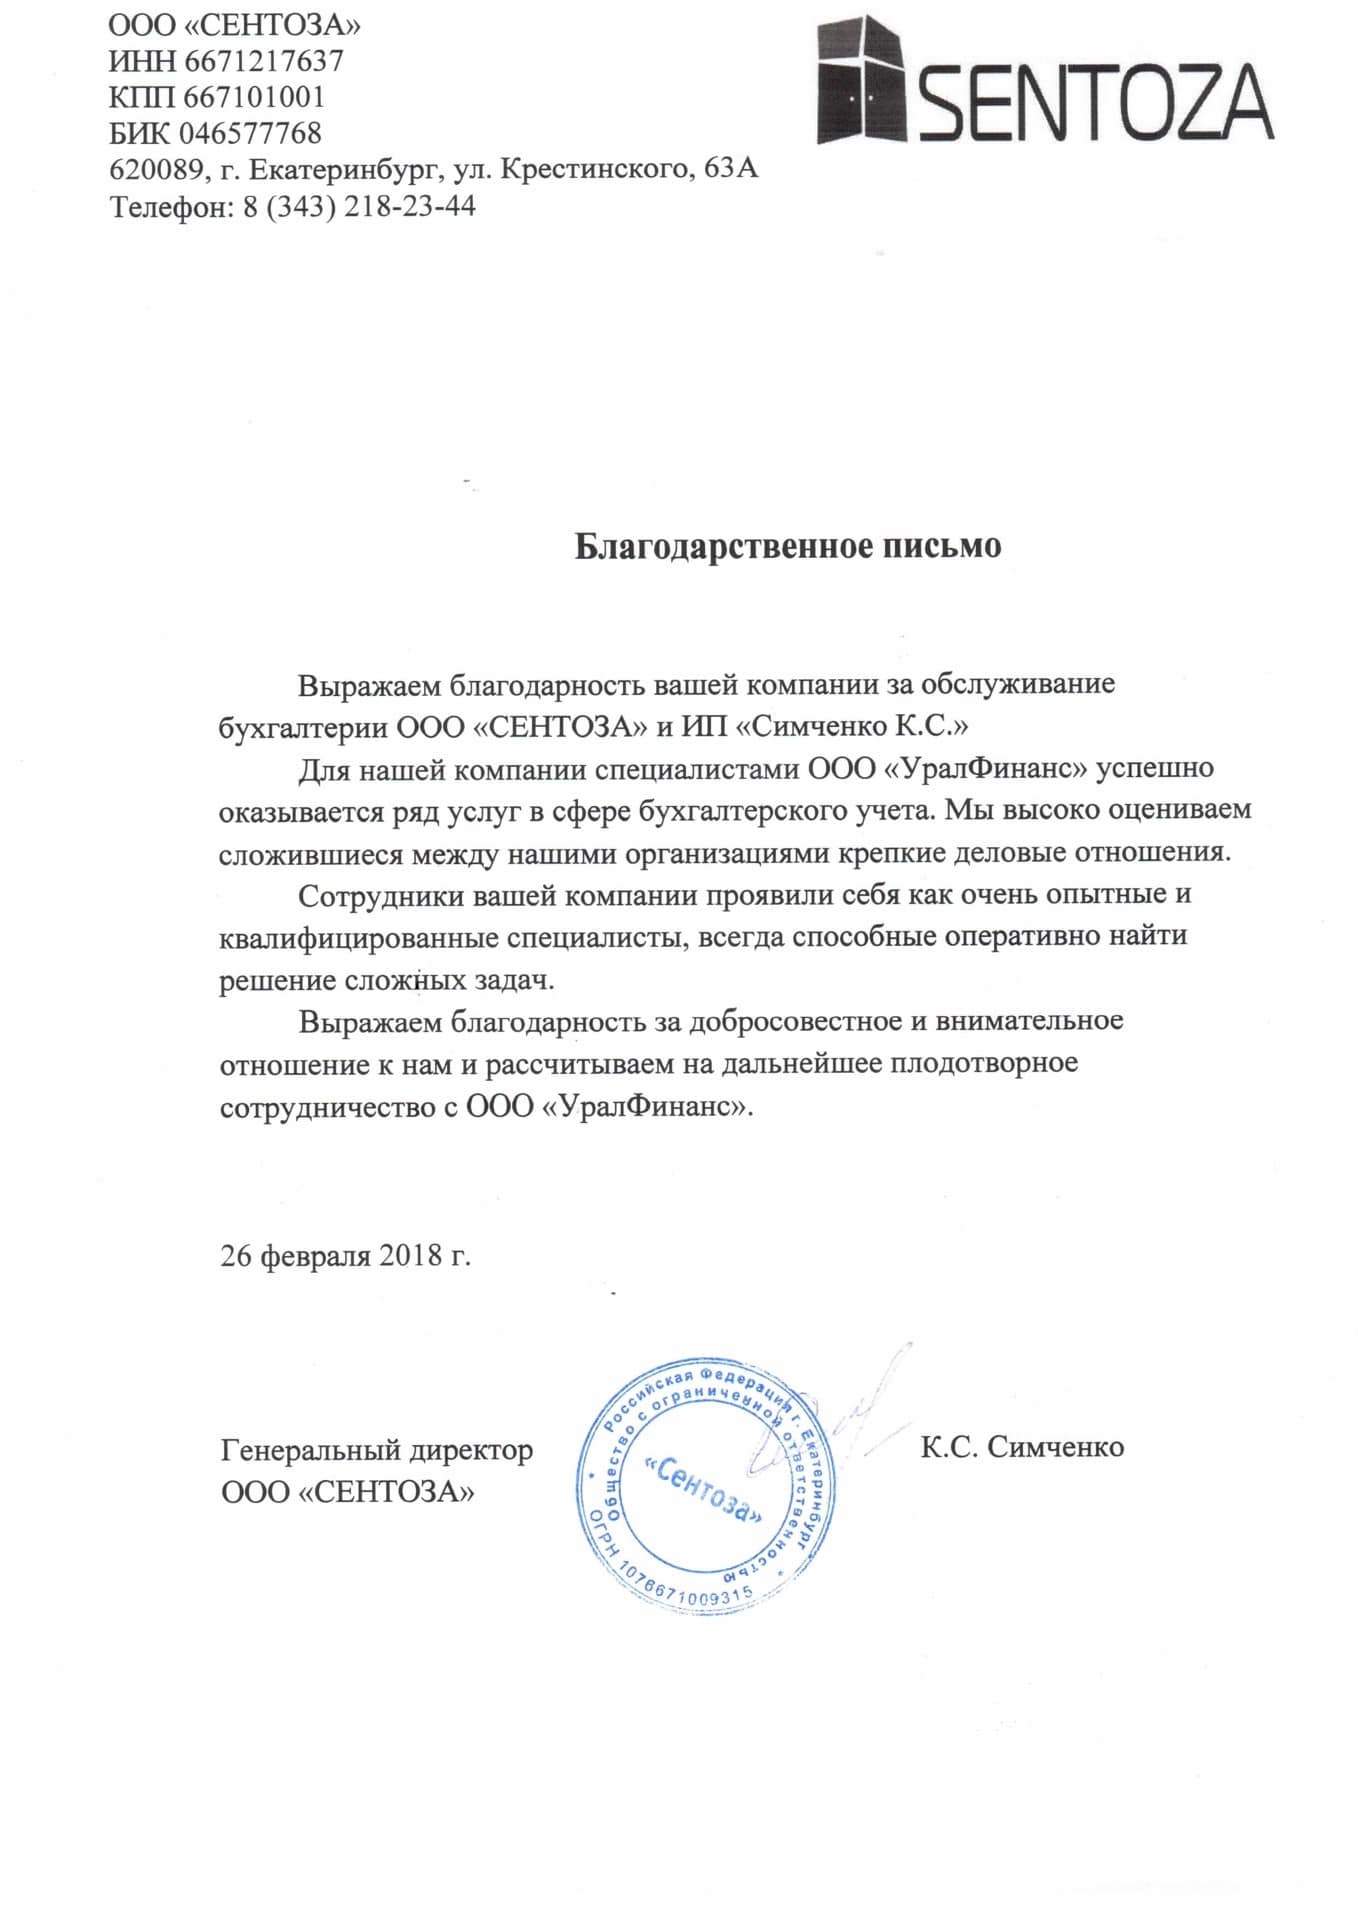 ООО «СЕНТОЗА»
ИНН 6671217637
КПП 667101001
БИК 046577768
620089, г. Екатеринбург, ул. Крестинского, 63А
Телефон: 8 (343) 218-23-44
SENTOZA
Благодарственное письмо
Выражаем благодарность вашей компании за обслуживание
бухгалтерии ООО «СЕНТОЗА» и ИП «Симченко К.С.»
Для нашей компании специалистами ООО «УралФинанс» успешно
оказывается ряд услуг в сфере бухгалтерского учета. Мы высоко оцениваем
сложившиеся между нашими организациями крепкие деловые отношения.
Сотрудники вашей компании проявили себя как очень опытные и
квалифицированные специалисты, всегда способные оперативно найти
решение сложных задач.
Выражаем благодарность за добросовестное и внимательное
отношение к нам и рассчитываем на дальнейшее плодотворное
сотрудничество с ООО «УралФинанс».
26 февраля 2018 г.
Генеральный директор
ООО «СЕНТОЗА»
Российская Федерация г. Екатеринбург
Общество с ограниченной ответственностью
«Сентоза»
* ОГРН 1076671009315 *
К.С. Симченко